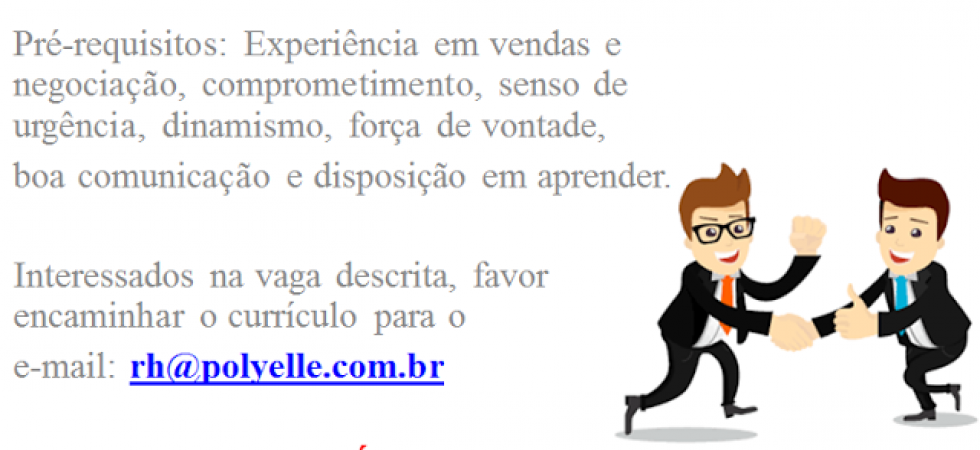 Pré-requisitos: Experiência em vendas e
negociação, comprometimento, senso de
urgência, dinamismo, força de vontade,
boa comunicação e disposição em aprender.
Interessados na vaga descrita, favor
encaminhar o currículo para o
e-mail: rh@polyelle.com.br